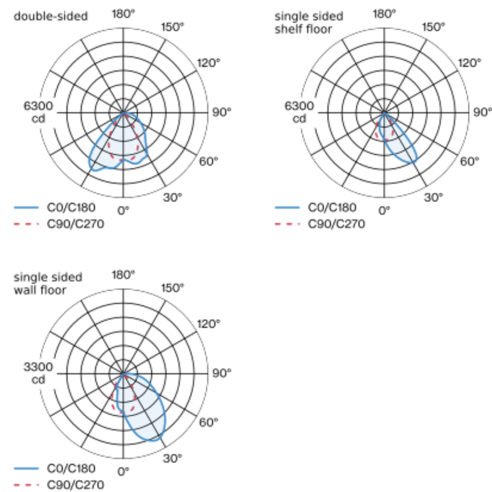 double-sided
180°
150°
120°
90°
60°
30°
0°
6300
cd
C0/C180
C90/C270
single sided
shelf floor
180°
150°
120°
90°
60°
30°
0°
6300
cd
C0/C180
C90/C270
single sided
wall floor
180°
150°
120°
90°
60°
30°
0°
3300
cd
C0/C180
C90/C270